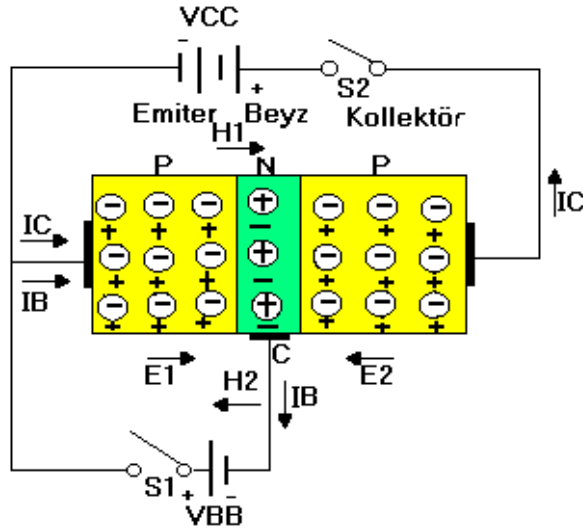 VCC
- +
S2
Emiter Beyz Kollektör
H1
P N P
IC IC
IB
E1 C E2
H2 IB
S1 + -
VBB